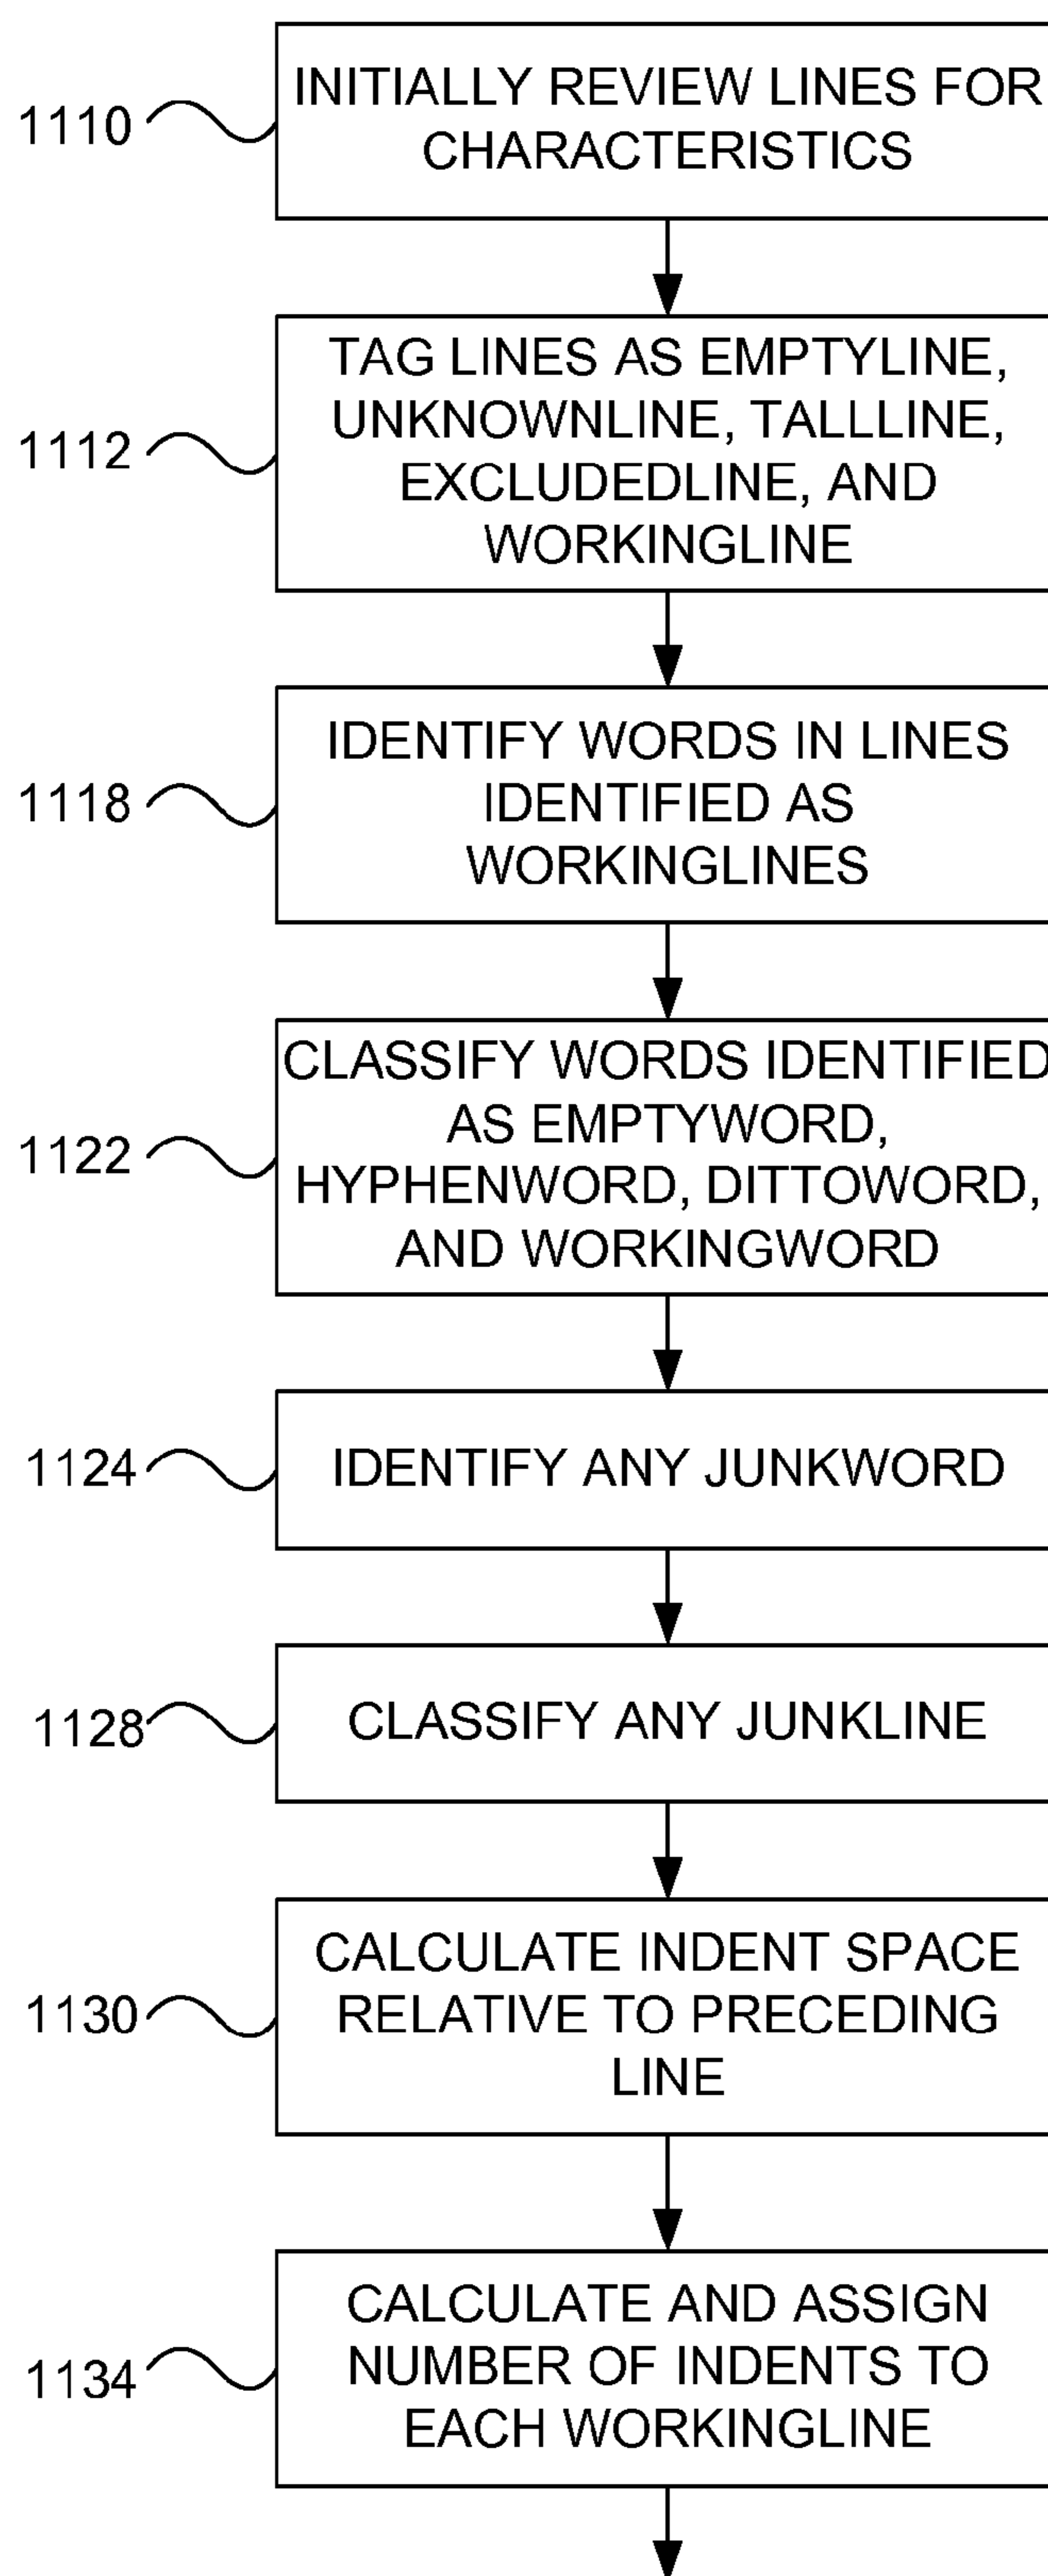 1110
INITIALLY REVIEW LINES FOR
CHARACTERISTICS
1112
TAG LINES AS EMPTYLINE,
UNKNOWNLINE, TALLLINE,
EXCLUDEDLINE, AND
WORKINGLINE
1118
IDENTIFY WORDS IN LINES
IDENTIFIED AS
WORKINGLINES
1122
CLASSIFY WORDS IDENTIFIED
AS EMPTYWORD,
HYPHENWORD, DITTOWORD,
AND WORKINGWORD
1124
IDENTIFY ANY JUNKWORD
1128
CLASSIFY ANY JUNKLINE
1130
CALCULATE INDENT SPACE
RELATIVE TO PRECEDING
LINE
1134
CALCULATE AND ASSIGN
NUMBER OF INDENTS TO
EACH WORKINGLINE